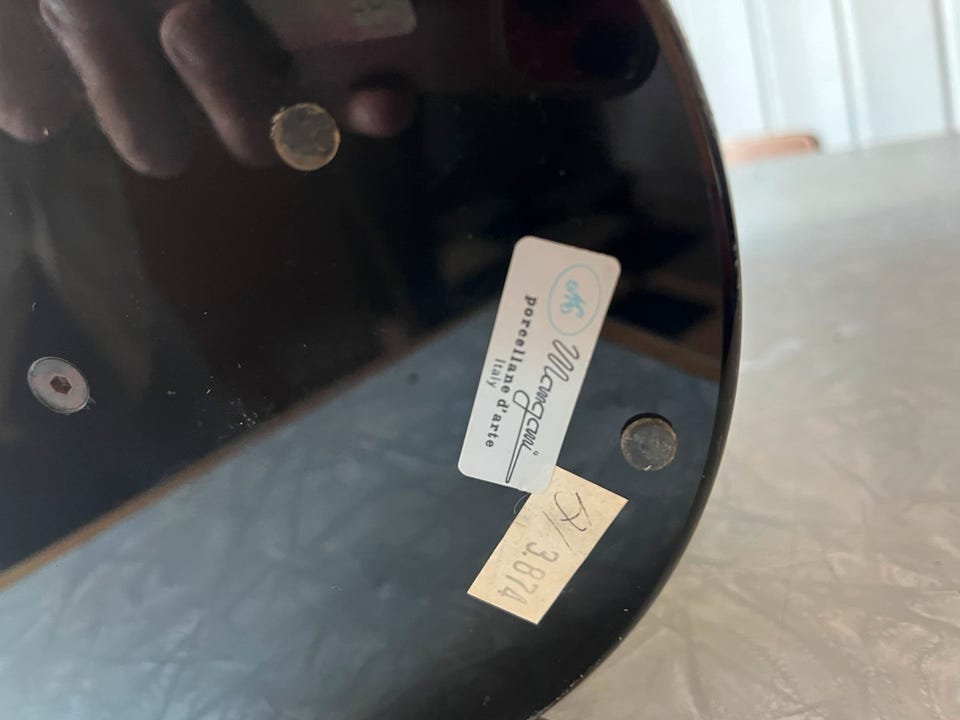 Mangani
porcellane d'arte
Italy
3.874